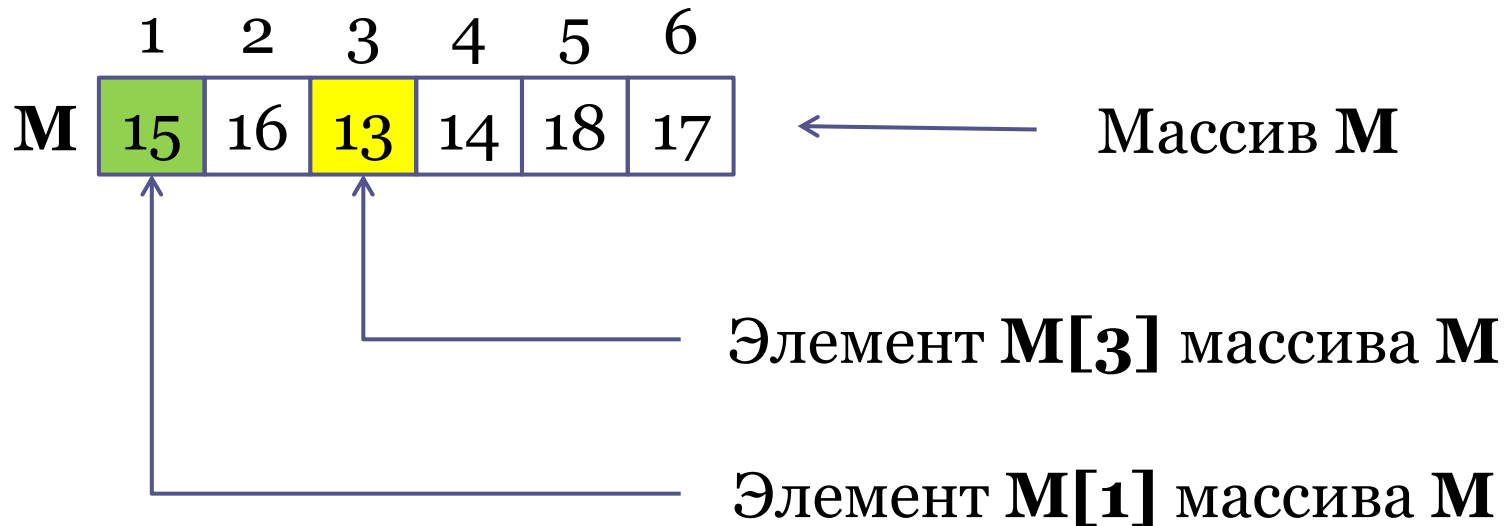 1 2 3 4 5 6
М 15 16 13 14 18 17 Массив М
Элемент М[3] массива М
Элемент М[1] массива М